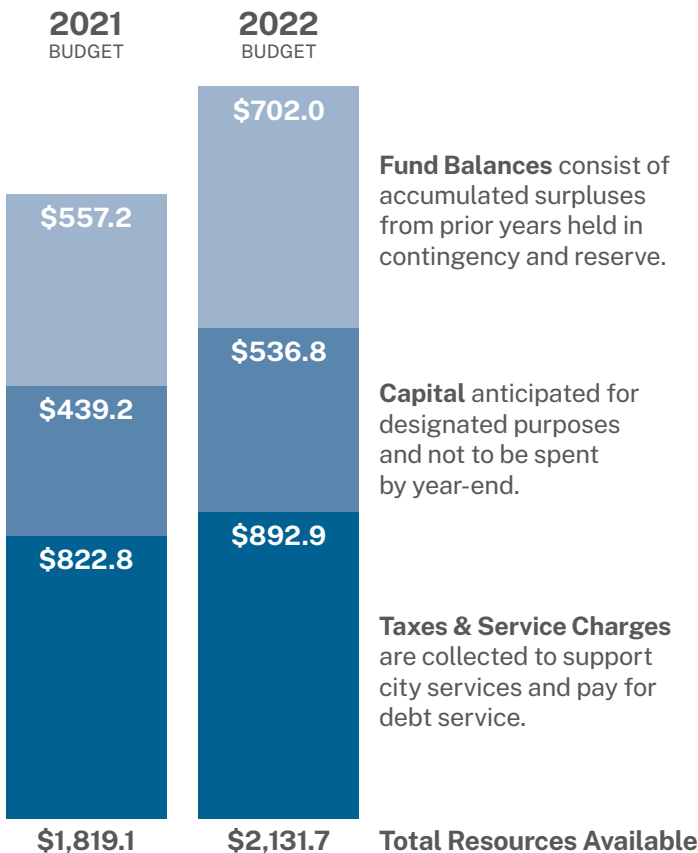 2021
BUDGET
2022
BUDGET
$702.0
Fund Balances consist of
accumulated surpluses
from prior years held in
contingency and reserve.
$557.2
$536.8
Capital anticipated for
designated purposes
and not to be spent
by year-end.
$439.2
$892.9
$822.8
Taxes & Service Charges
are collected to support
city services and pay for
debt service.
$1,819.1
$2,131.7
Total Resources Available